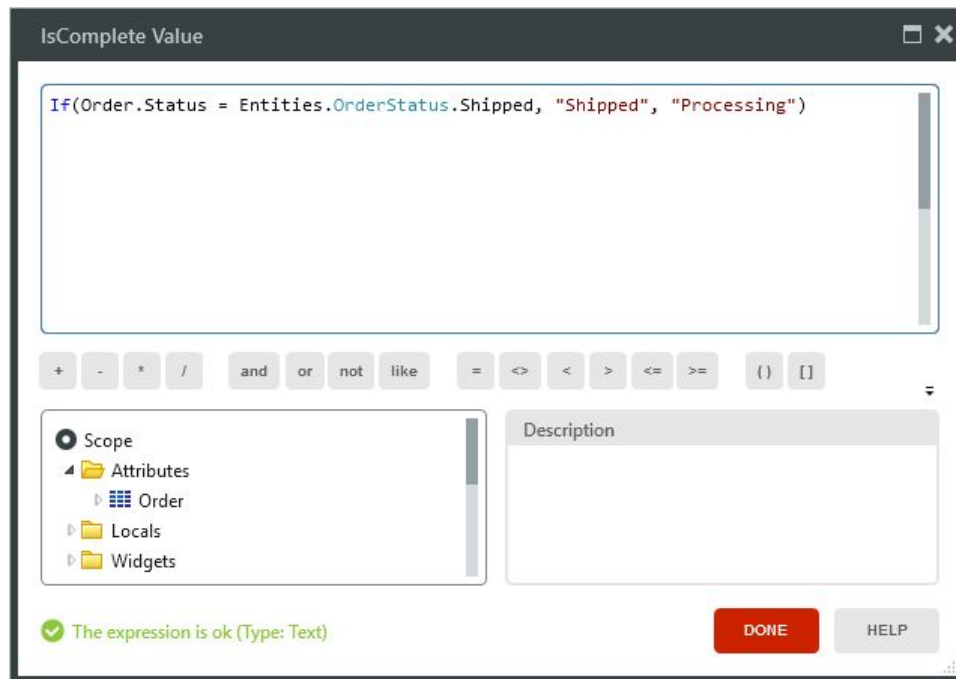 IsComplete Value
If(Order.Status = Entities.OrderStatus.Shipped, "Shipped", "Processing")
+ - * / and or not like = <> < > <= >= () []
Scope
Attributes
Order
Locals
Widgets
Description
The expression is ok (Type: Text)
DONE HELP